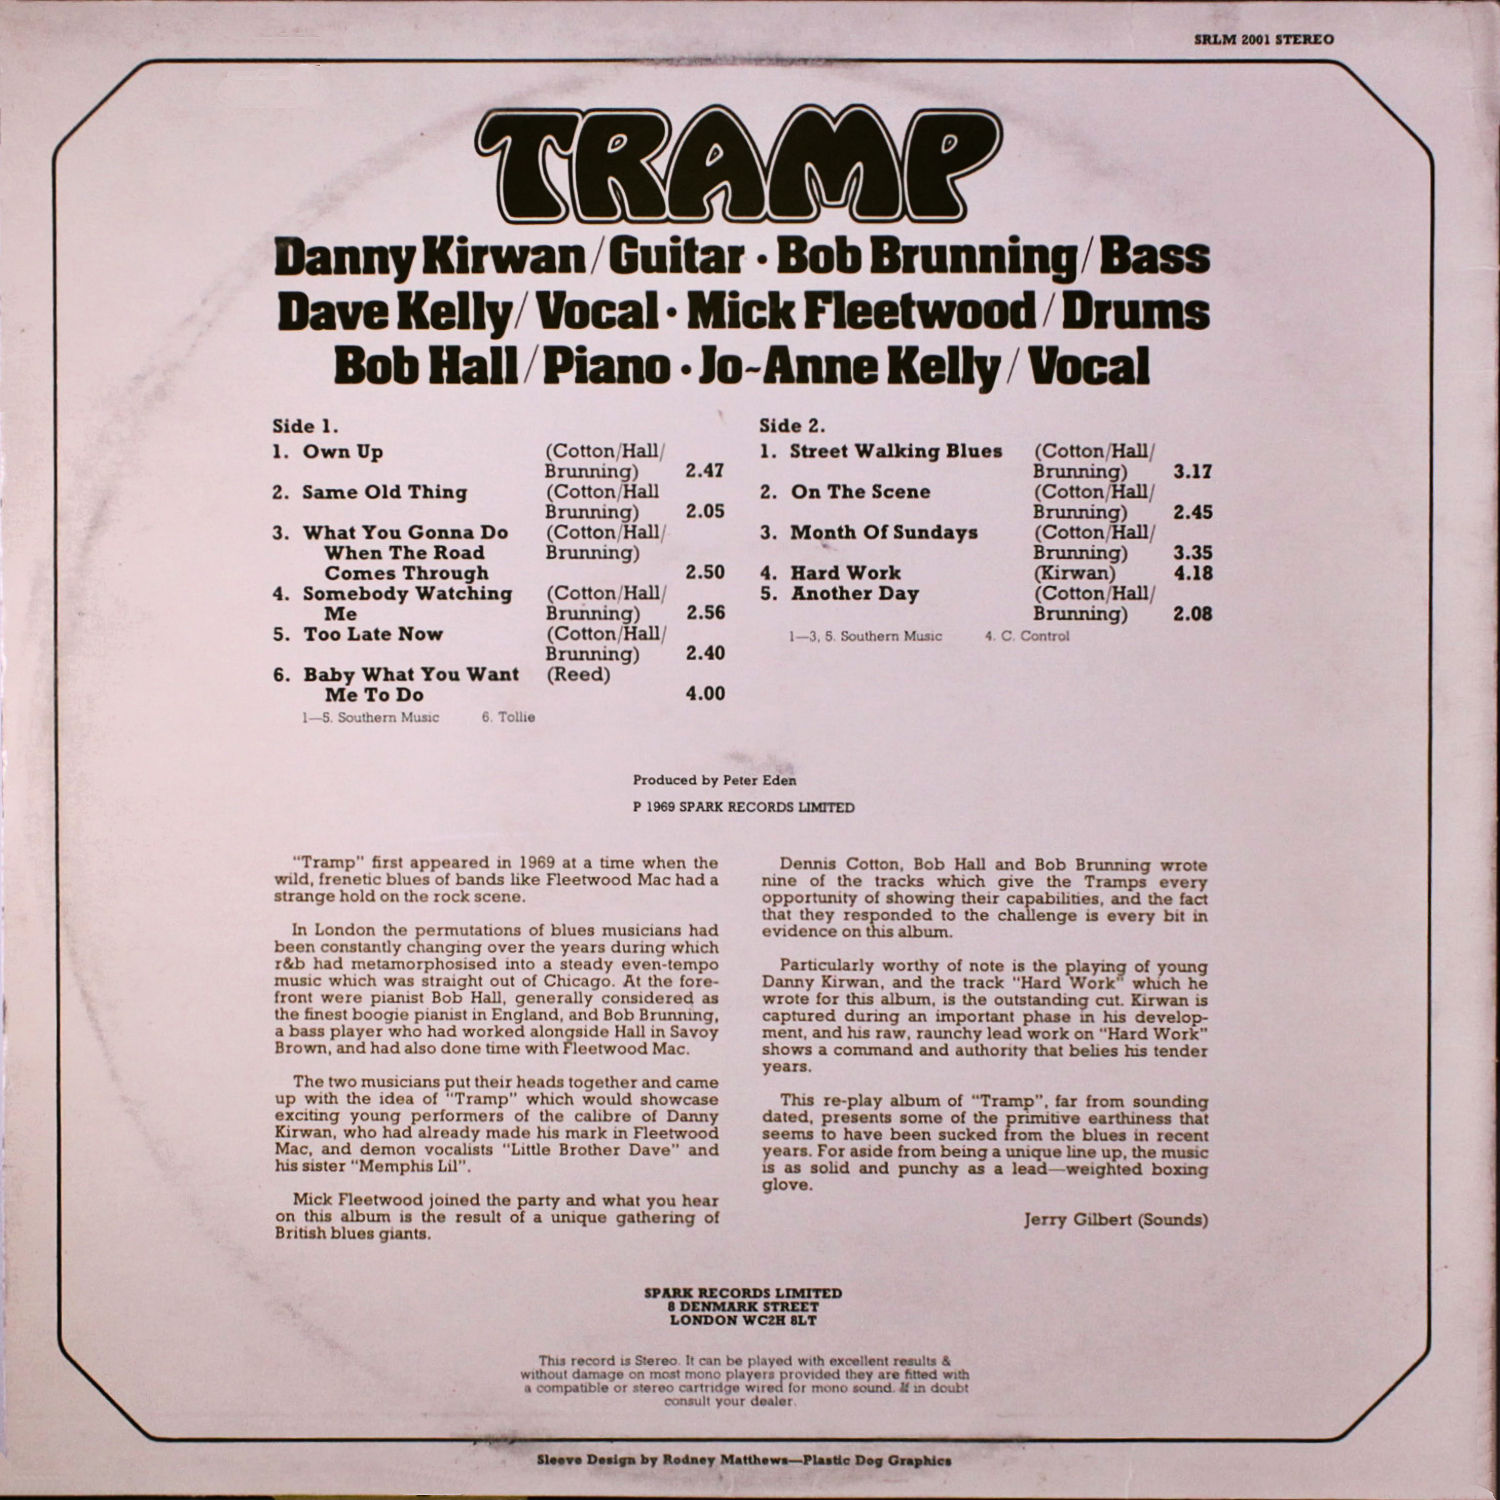 SRLM 2001 STEREO
TRAMP
Danny Kirwan/Guitar • Bob Brunning/Bass
Dave Kelly/Vocal • Mick Fleetwood/Drums
Bob Hall/Piano • Jo~Anne Kelly/Vocal
Side 1.
1. Own Up (Cotton/Hall/
Brunning) 2.47
2. Same Old Thing (Cotton/Hall
Brunning) 2.05
3. What You Gonna Do (Cotton/Hall/
When The Road Brunning)
Comes Through 2.50
4. Somebody Watching (Cotton/Hall/
Me Brunning) 2.56
5. Too Late Now (Cotton/Hall/
Brunning) 2.40
6. Baby What You Want (Reed)
Me To Do 4.00
1—5. Southern Music 6. Tollie
Side 2.
1. Street Walking Blues (Cotton/Hall/
Brunning) 3.17
2. On The Scene (Cotton/Hall/
Brunning) 2.45
3. Month Of Sundays (Cotton/Hall/
Brunning) 3.35
4. Hard Work (Kirwan) 4.18
5. Another Day (Cotton/Hall/
Brunning) 2.08
1—3, 5. Southern Music 4. C. Control
Produced by Peter Eden
P 1969 SPARK RECORDS LIMITED
"Tramp" first appeared in 1969 at a time when the
wild, frenetic blues of bands like Fleetwood Mac had a
strange hold on the rock scene.
In London the permutations of blues musicians had
been constantly changing over the years during which
r&b had metamorphosised into a steady even-tempo
music which was straight out of Chicago. At the fore-
front were pianist Bob Hall, generally considered as
the finest boogie pianist in England, and Bob Brunning,
a bass player who had worked alongside Hall in Savoy
Brown, and had also done time with Fleetwood Mac.
The two musicians put their heads together and came
up with the idea of "Tramp" which would showcase
exciting young performers of the calibre of Danny
Kirwan, who had already made his mark in Fleetwood
Mac, and demon vocalists "Little Brother Dave" and
his sister "Memphis Lil".
Mick Fleetwood joined the party and what you hear
on this album is the result of a unique gathering of
British blues giants.
Dennis Cotton, Bob Hall and Bob Brunning wrote
nine of the tracks which give the Tramps every
opportunity of showing their capabilities, and the fact
that they responded to the challenge is every bit in
evidence on this album.
Particularly worthy of note is the playing of young
Danny Kirwan, and the track "Hard Work" which he
wrote for this album, is the outstanding cut. Kirwan is
captured during an important phase in his develop-
ment, and his raw, raunchy lead work on "Hard Work"
shows a command and authority that belies his tender
years.
This re-play album of "Tramp", far from sounding
dated, presents some of the primitive earthiness that
seems to have been sucked from the blues in recent
years. For aside from being a unique line up, the music
is as solid and punchy as a lead—weighted boxing
glove.
Jerry Gilbert (Sounds)
SPARK RECORDS LIMITED
8 DENMARK STREET
LONDON WC2H 8LT
This record is Stereo. It can be played with excellent results &
without damage on most mono players provided they are fitted with
a compatible or stereo cartridge wired for mono sound. If in doubt
consult your dealer.
Sleeve Design by Rodney Matthews—Plastic Dog Graphics